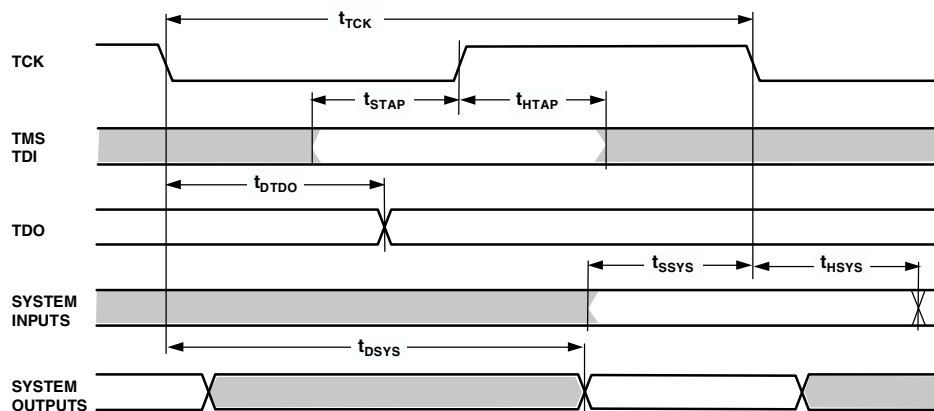 tTCK
TCK
tSTAP
tHTAP
TMS
TDI
tDTDO
TDO
tSSYS
tHSYS
SYSTEM
INPUTS
tDSYS
SYSTEM
OUTPUTS